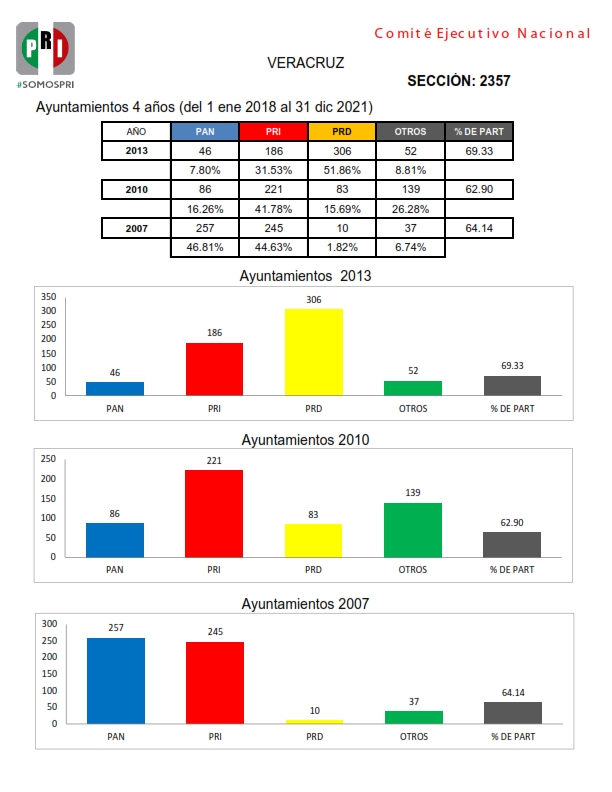 Comité Ejecutivo Nacional
PRI
#SOMOSPRI
VERACRUZ
SECCIÓN: 2357
Ayuntamientos 4 años (del 1 ene 2018 al 31 dic 2021)
AÑO PAN PRI PRD OTROS % DE PART
2013 46 186 306 52 69.33
7.80% 31.53% 51.86% 8.81%
2010 86 221 83 139 62.90
16.26% 41.78% 15.69% 26.28%
2007 257 245 10 37 64.14
46.81% 44.63% 1.82% 6.74%
Ayuntamientos 2013
350
300
250
200
150
100
50
0
46 186 306 52 69.33
PAN PRI PRD OTROS % DE PART
Ayuntamientos 2010
250
200
150
100
50
0
86 221 83 139 62.90
PAN PRI PRD OTROS % DE PART
Ayuntamientos 2007
300
250
200
150
100
50
0
257 245 10 37 64.14
PAN PRI PRD OTROS % DE PART